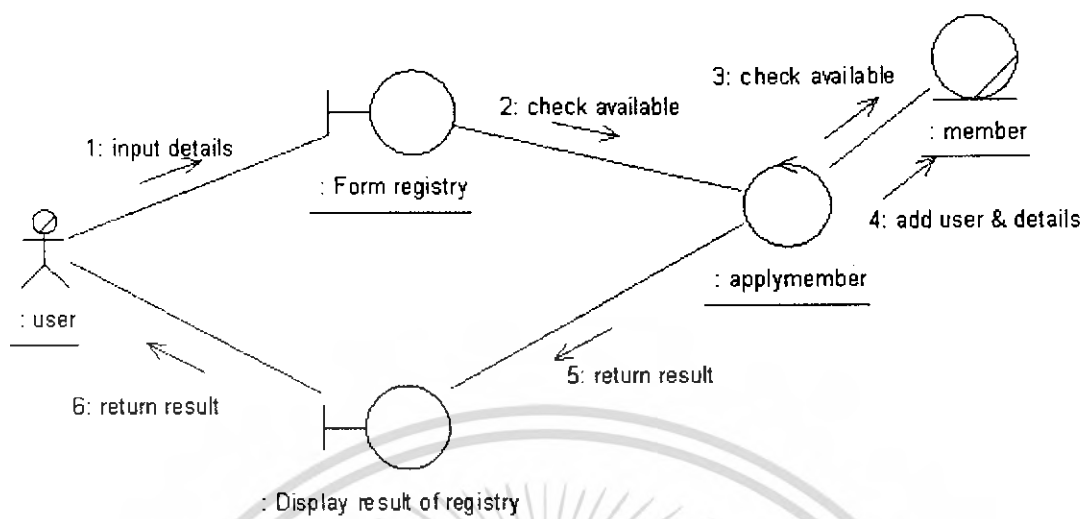 3: check available
2: check available
: member
1: input details
: Form registry
4: add user & details
: applymember
: user
5: return result
6: return result
: Display result of registry